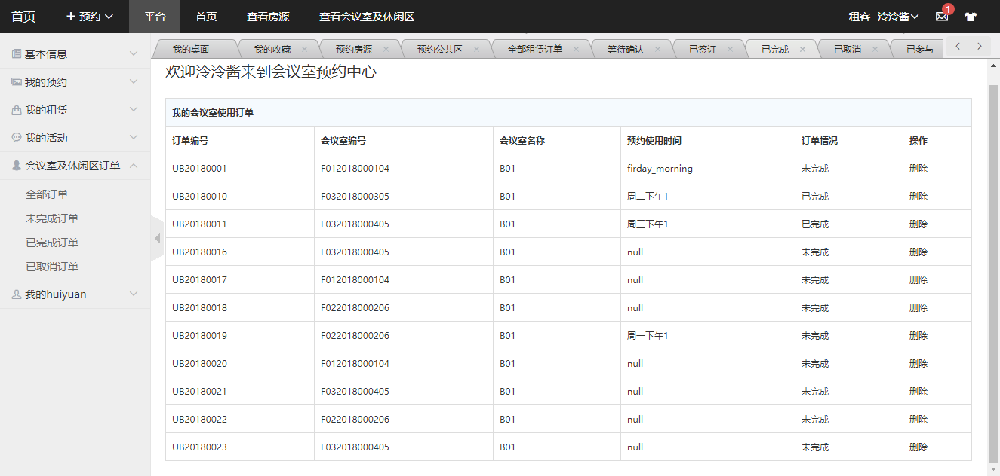 首页 预约 平台 首页 查看房源 查看会议室及休闲区 租客 泠泠酱 1
我的桌面 我的收藏 预约房源 预约公共区 全部租赁订单 等待确认 已签订 已完成 已取消 已参与
基本信息
我的预约
我的租赁
我的活动
会议室及休闲区订单
全部订单
未完成订单
已完成订单
已取消订单
我的huiyuan
欢迎泠泠酱来到会议室预约中心
我的会议室使用订单
订单编号 会议室编号 会议室名称 预约使用时间 订单情况 操作
UB20180001 F012018000104 B01 firday_morning 未完成 删除
UB20180010 F032018000305 B01 周二下午1 已完成 删除
UB20180011 F032018000405 B01 周三下午1 已完成 删除
UB20180016 F032018000405 B01 null 未完成 删除
UB20180017 F012018000104 B01 null 未完成 删除
UB20180018 F022018000206 B01 null 未完成 删除
UB20180019 F022018000206 B01 周一下午1 未完成 删除
UB20180020 F012018000104 B01 null 未完成 删除
UB20180021 F032018000405 B01 null 未完成 删除
UB20180022 F022018000206 B01 null 未完成 删除
UB20180023 F032018000405 B01 null 未完成 删除